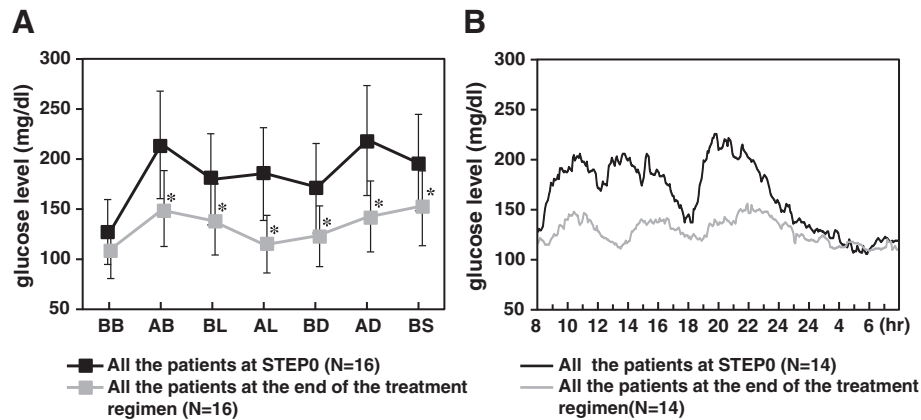 A
B
glucose level (mg/dl)
300
250
200
150
100
50
* * * * * *
BB AB BL AL BD AD BS
All the patients at STEP0 (N=16)
All the patients at the end of the treatment
regimen (N=16)
glucose level (mg/dl)
300
250
200
150
100
50
8 10 12 14 16 18 20 22 24 24 4 6 (hr)
All the patients at STEP0 (N=14)
All the patients at the end of the treatment
regimen(N=14)